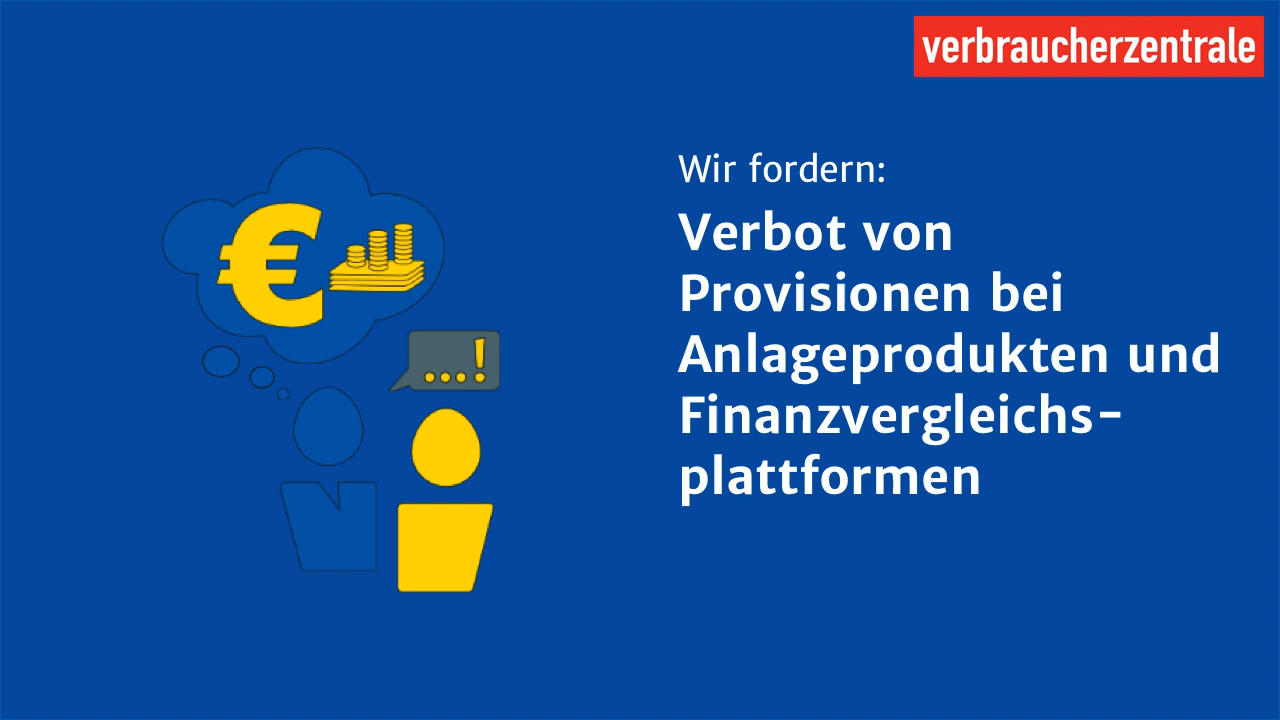 verbraucherzentrale
Wir fordern:
Verbot von
Provisionen bei
Anlageprodukten und
Finanzvergleichs-
plattformen
€
....!